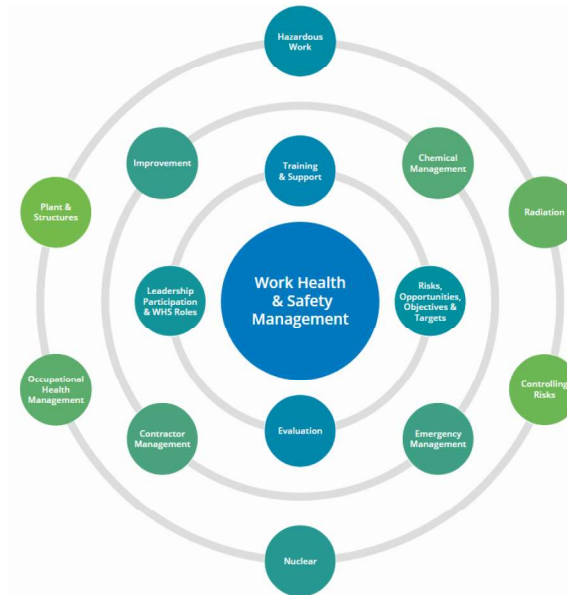 Hazardous
Work
Improvement
Training
& Support
Chemical
Management
Plant &
Structures
Radiation
Work Health
& Safety
Management
Leadership
Participation
& WHS Roles
Risks,
Opportunities,
Objectives &
Targets
Occupational
Health
Management
Controlling
Risks
Contractor
Management
Evaluation
Emergency
Management
Nuclear